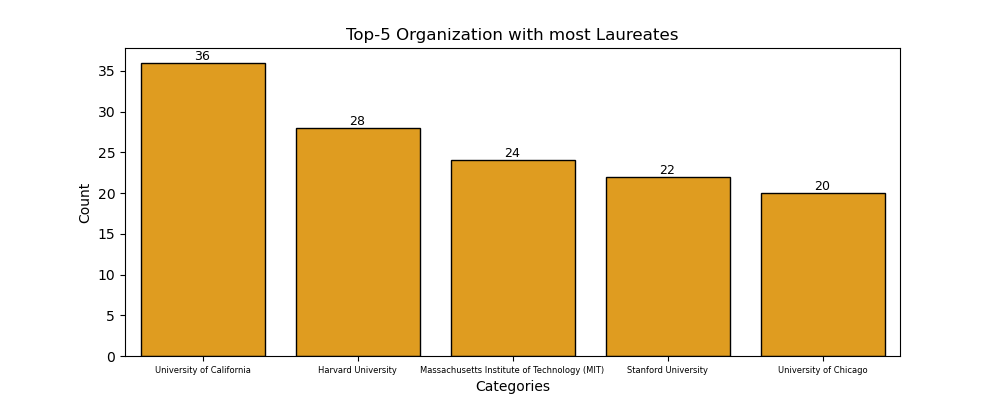 Top-5 Organization with most Laureates
36
28
24
22
20
35
30
25
20
15
10
5
0
Count
University of California
Harvard University
Massachusetts Institute of Technology (MIT)
Stanford University
University of Chicago
Categories